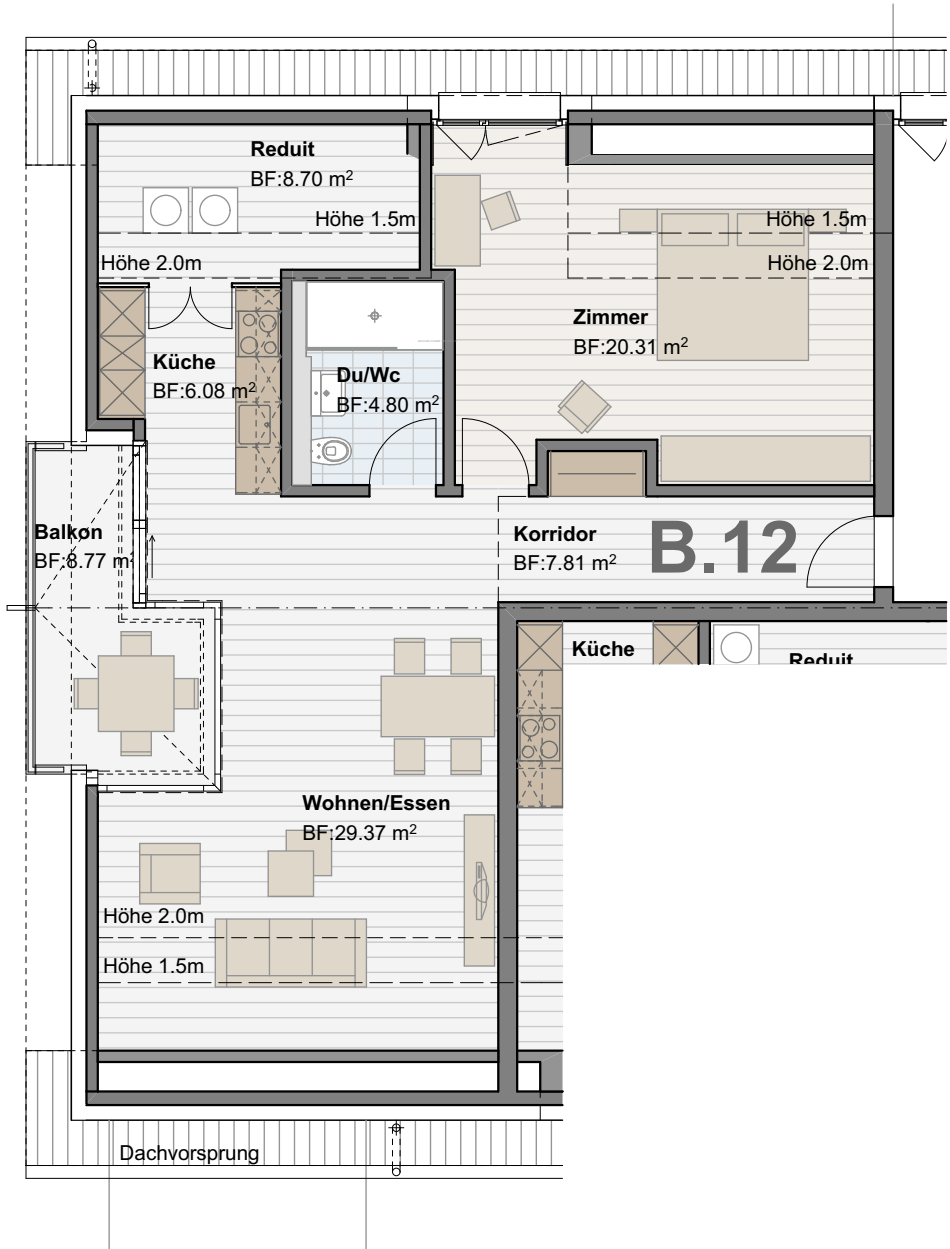 Reduit
BF:8.70 m²
Höhe 1.5m
Höhe 2.0m
Höhe 1.5m
Höhe 2.0m
Zimmer
BF:20.31 m²
Küche
BF:6.08 m²
Du/Wc
BF:4.80 m²
Balkon
BF:8.77 m²
Korridor
BF:7.81 m²
B.12
Küche
Reduit
Wohnen/Essen
BF:29.37 m²
Höhe 2.0m
Höhe 1.5m
Dachvorsprung